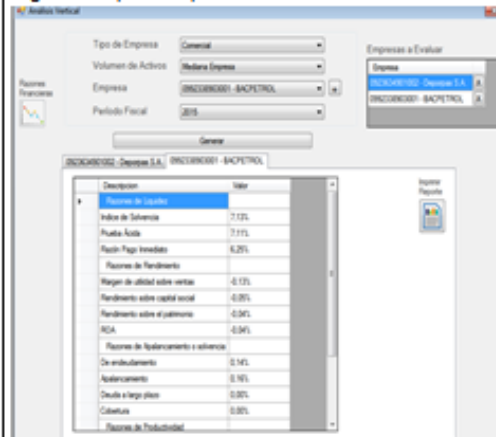 Análisis Vertical
Tipo de Empresa Comercial
Volumen de Activos Mediana Empresa
Empresa BACPETROL
Período Fiscal 2015
Razones Financieras
Empresas a Evaluar
Empresa
Deporpas S.A.
BACPETROL
Generar
Deporpas S.A. BACPETROL
Imprimir Reporte
Descripcion Valor
Razones de Liquidez
Indice de Solvencia 7,13%
Prueba Ácida 7,11%
Razón Pago Inmediato 6,25%
Razones de Rendimiento
Margen de utilidad sobre ventas -0,13%
Rendimiento sobre capital social -0,05%
Rendimiento sobre el patrimonio -0,04%
ROA -0,04%
Razones de Apalancamiento o solvencia
De endeudamiento 0,14%
Apalancamiento 0,16%
Deuda a largo plazo 0,00%
Cobertura 0,00%
Razones de Productividad